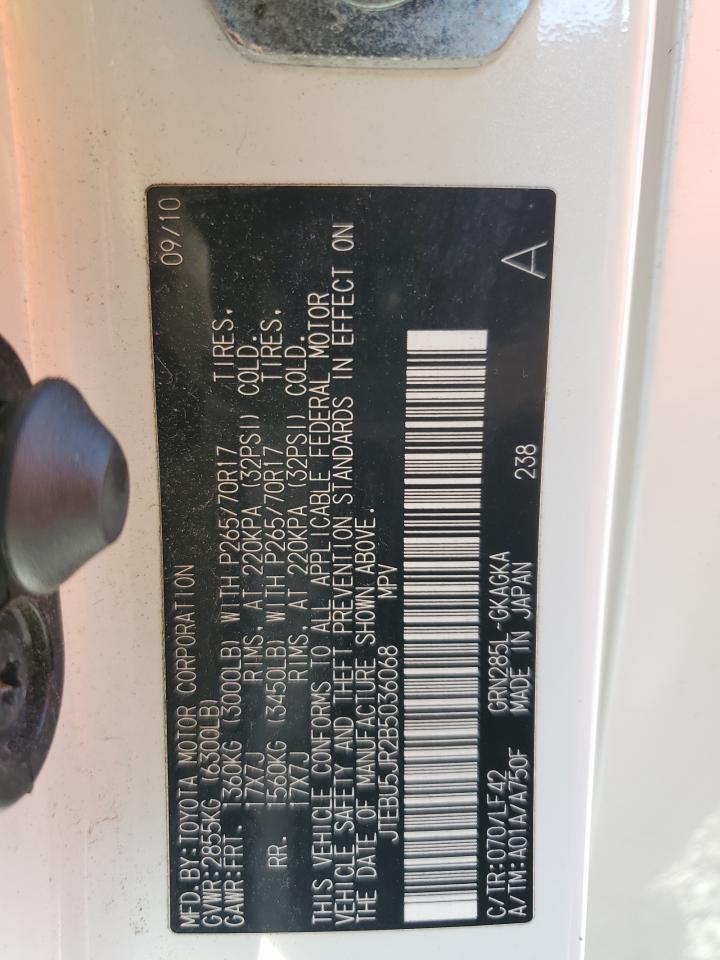 MFD.BY:TOYOTA MOTOR CORPORATION 09/10
GVWR:2855KG (6300LB)
GAWR:FRT. 1360KG (3000LB) WITH P265/70R17 TIRES,
17X7J RIMS, AT 220KPA (32PSI) COLD.
RR. 1560KG (3450LB) WITH P265/70R17 TIRES,
17X7J RIMS, AT 220KPA (32PSI) COLD.
THIS VEHICLE CONFORMS TO ALL APPLICABLE FEDERAL MOTOR
VEHICLE SAFETY AND THEFT PREVENTION STANDARDS IN EFFECT ON
THE DATE OF MANUFACTURE SHOWN ABOVE.
JTEBU5JR2B5036068 MPV
C/TR:070/LF42 GRN285L-GKAGKA
A/TM:A01A/A750F MADE IN JAPAN 238 A